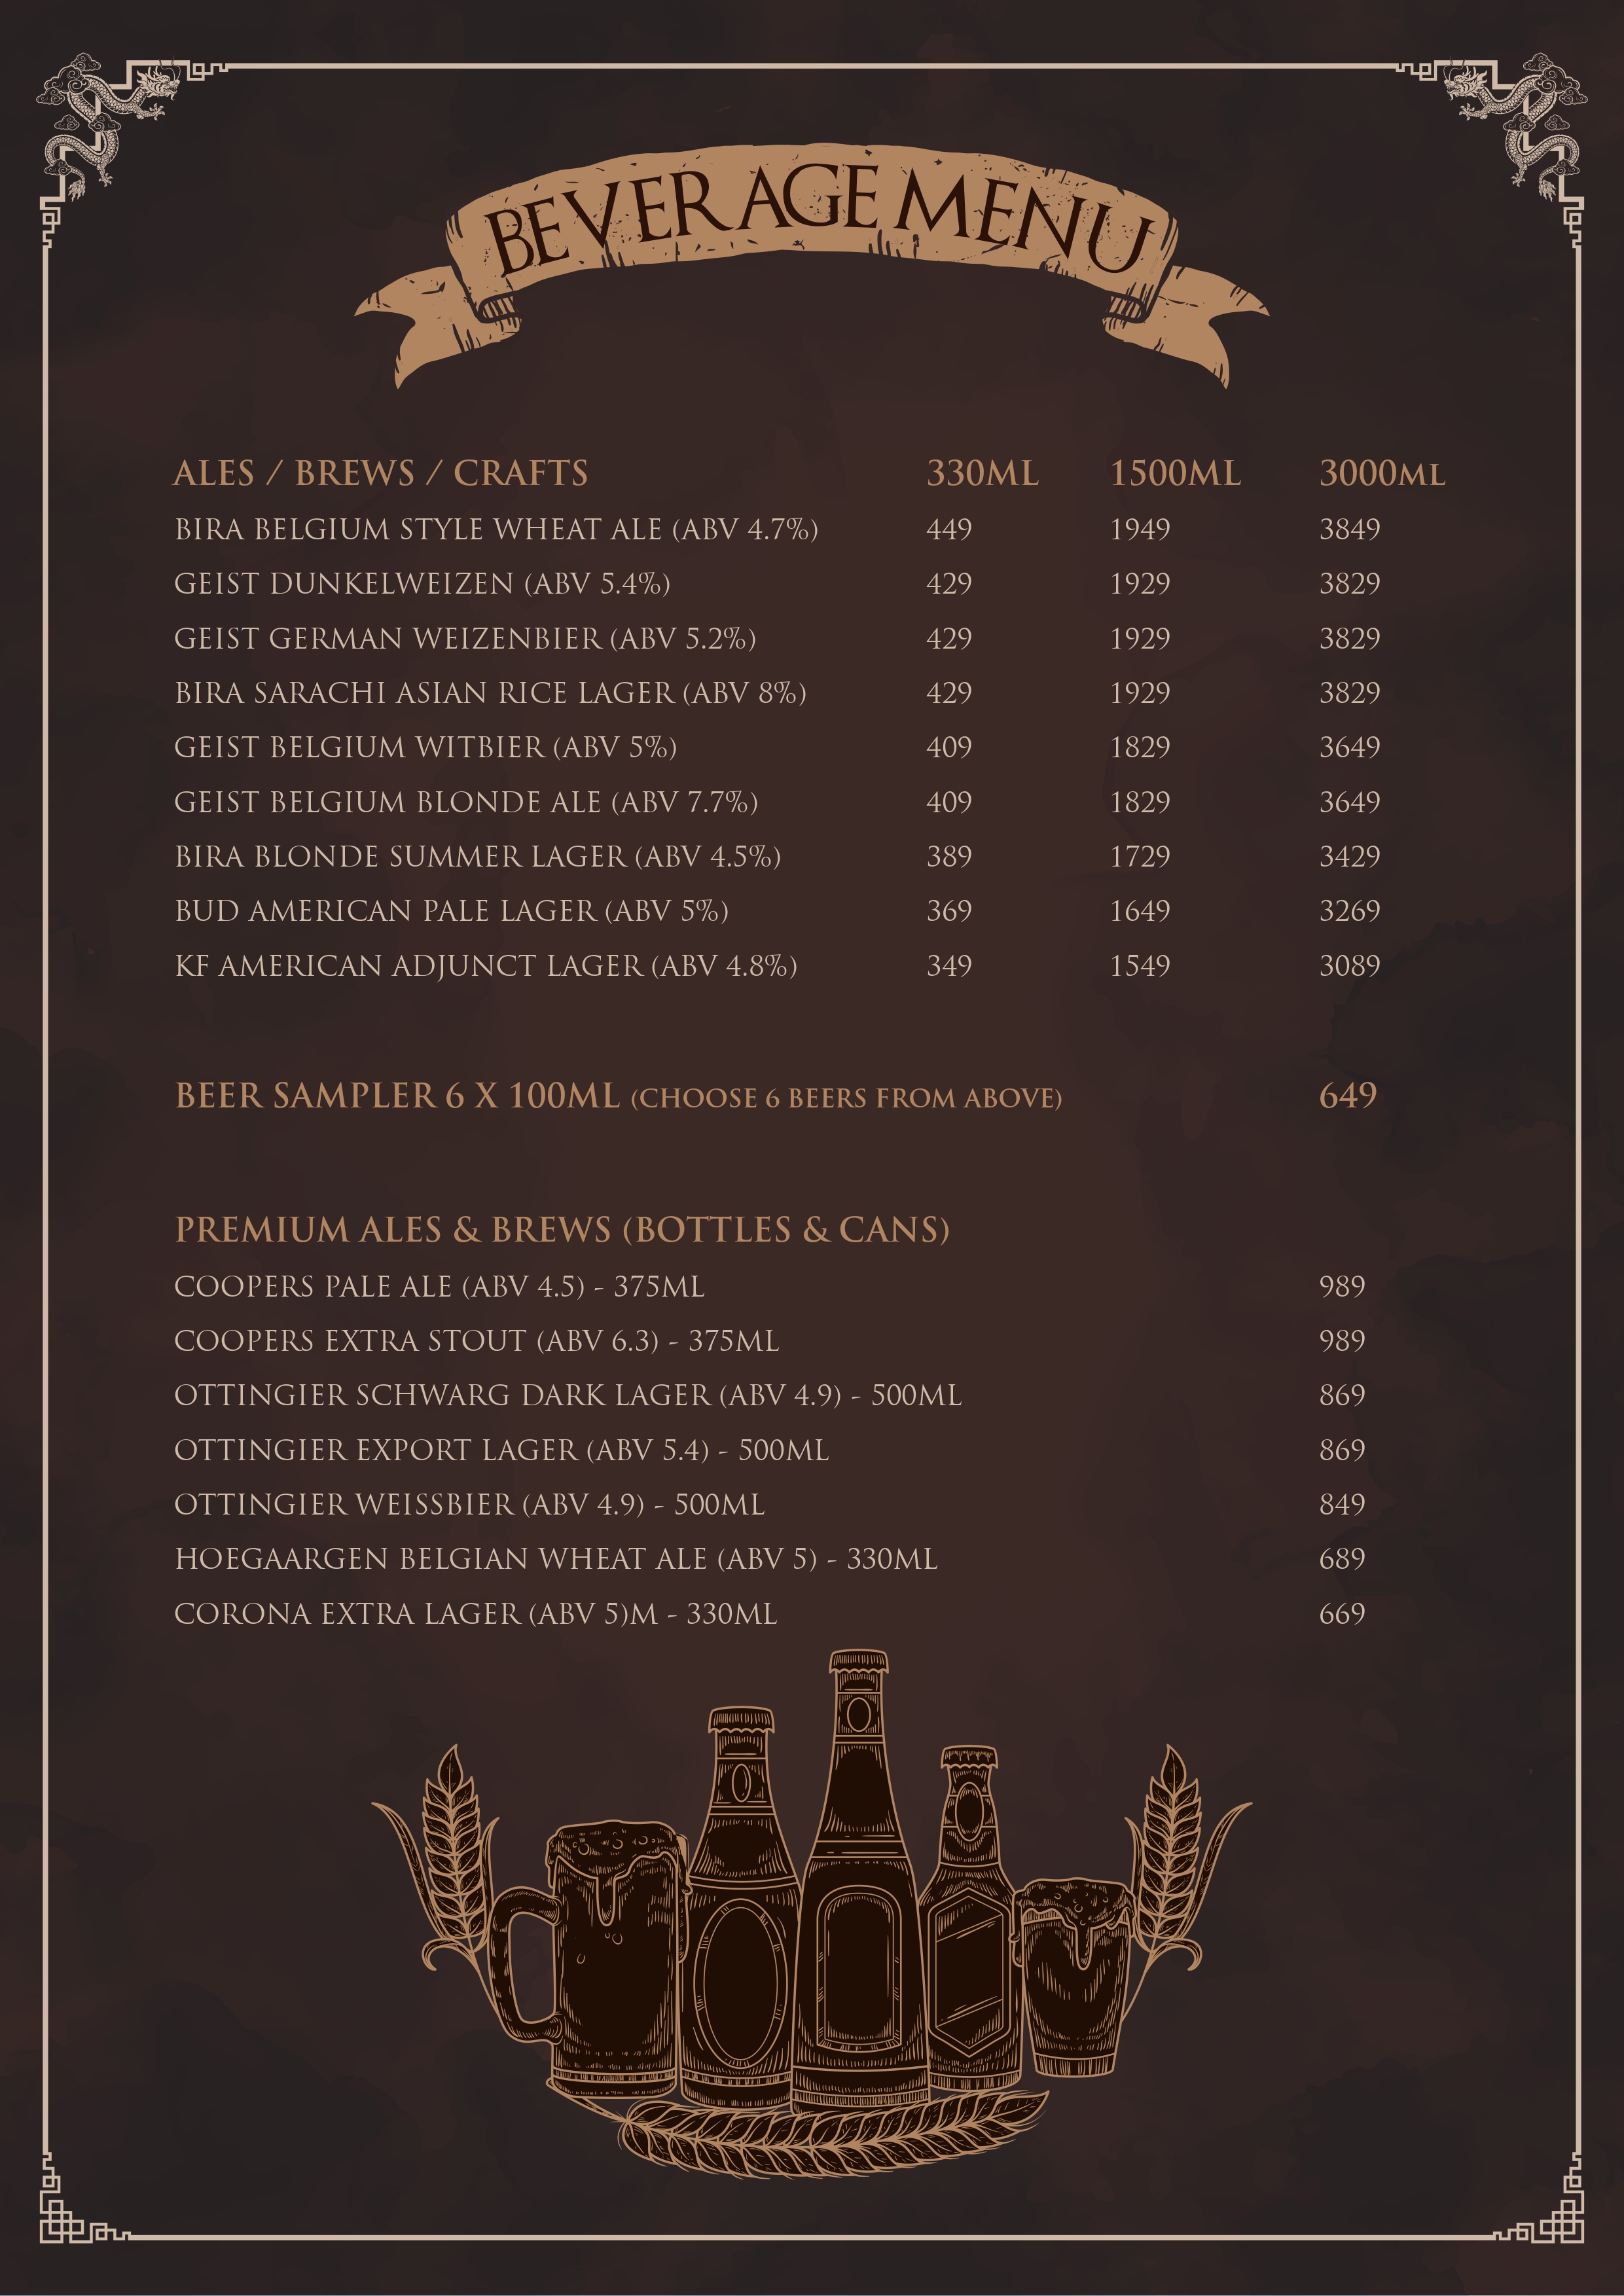 BEVERAGE MENU
ALES / BREWS / CRAFTS 330ML 1500ML 3000ML
BIRA BELGIUM STYLE WHEAT ALE (ABV 4.7%) 449 1949 3849
GEIST DUNKELWEIZEN (ABV 5.4%) 429 1929 3829
GEIST GERMAN WEIZENBIER (ABV 5.2%) 429 1929 3829
BIRA SARACHI ASIAN RICE LAGER (ABV 8%) 429 1929 3829
GEIST BELGIUM WITBIER (ABV 5%) 409 1829 3649
GEIST BELGIUM BLONDE ALE (ABV 7.7%) 409 1829 3649
BIRA BLONDE SUMMER LAGER (ABV 4.5%) 389 1729 3429
BUD AMERICAN PALE LAGER (ABV 5%) 369 1649 3269
KF AMERICAN ADJUNCT LAGER (ABV 4.8%) 349 1549 3089
BEER SAMPLER 6 X 100ML (CHOOSE 6 BEERS FROM ABOVE) 649
PREMIUM ALES & BREWS (BOTTLES & CANS)
COOPERS PALE ALE (ABV 4.5) - 375ML 989
COOPERS EXTRA STOUT (ABV 6.3) - 375ML 989
OTTINGIER SCHWARG DARK LAGER (ABV 4.9) - 500ML 869
OTTINGIER EXPORT LAGER (ABV 5.4) - 500ML 869
OTTINGIER WEISSBIER (ABV 4.9) - 500ML 849
HOEGAARGEN BELGIAN WHEAT ALE (ABV 5) - 330ML 689
CORONA EXTRA LAGER (ABV 5)M - 330ML 669